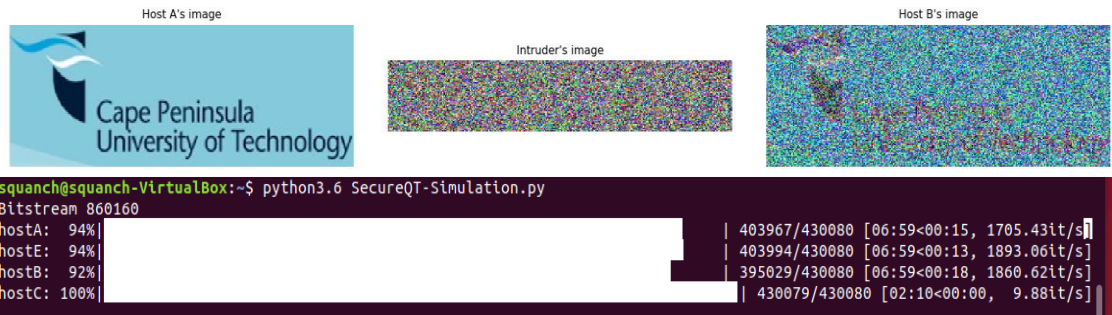 Host A's image
Intruder's image
Host B's image
Cape Peninsula
University of Technology
squanch@squanch-VirtualBox:~$ python3.6 SecureQT-Simulation.py
Bitstream 860160
hostA:  94%| | 403967/430080 [06:59<00:15, 1705.43it/s]
hostE:  94%| | 403994/430080 [06:59<00:13, 1893.06it/s]
hostB:  92%| | 395029/430080 [06:59<00:18, 1860.62it/s]
hostC: 100%| | 430079/430080 [02:10<00:00,  9.88it/s]